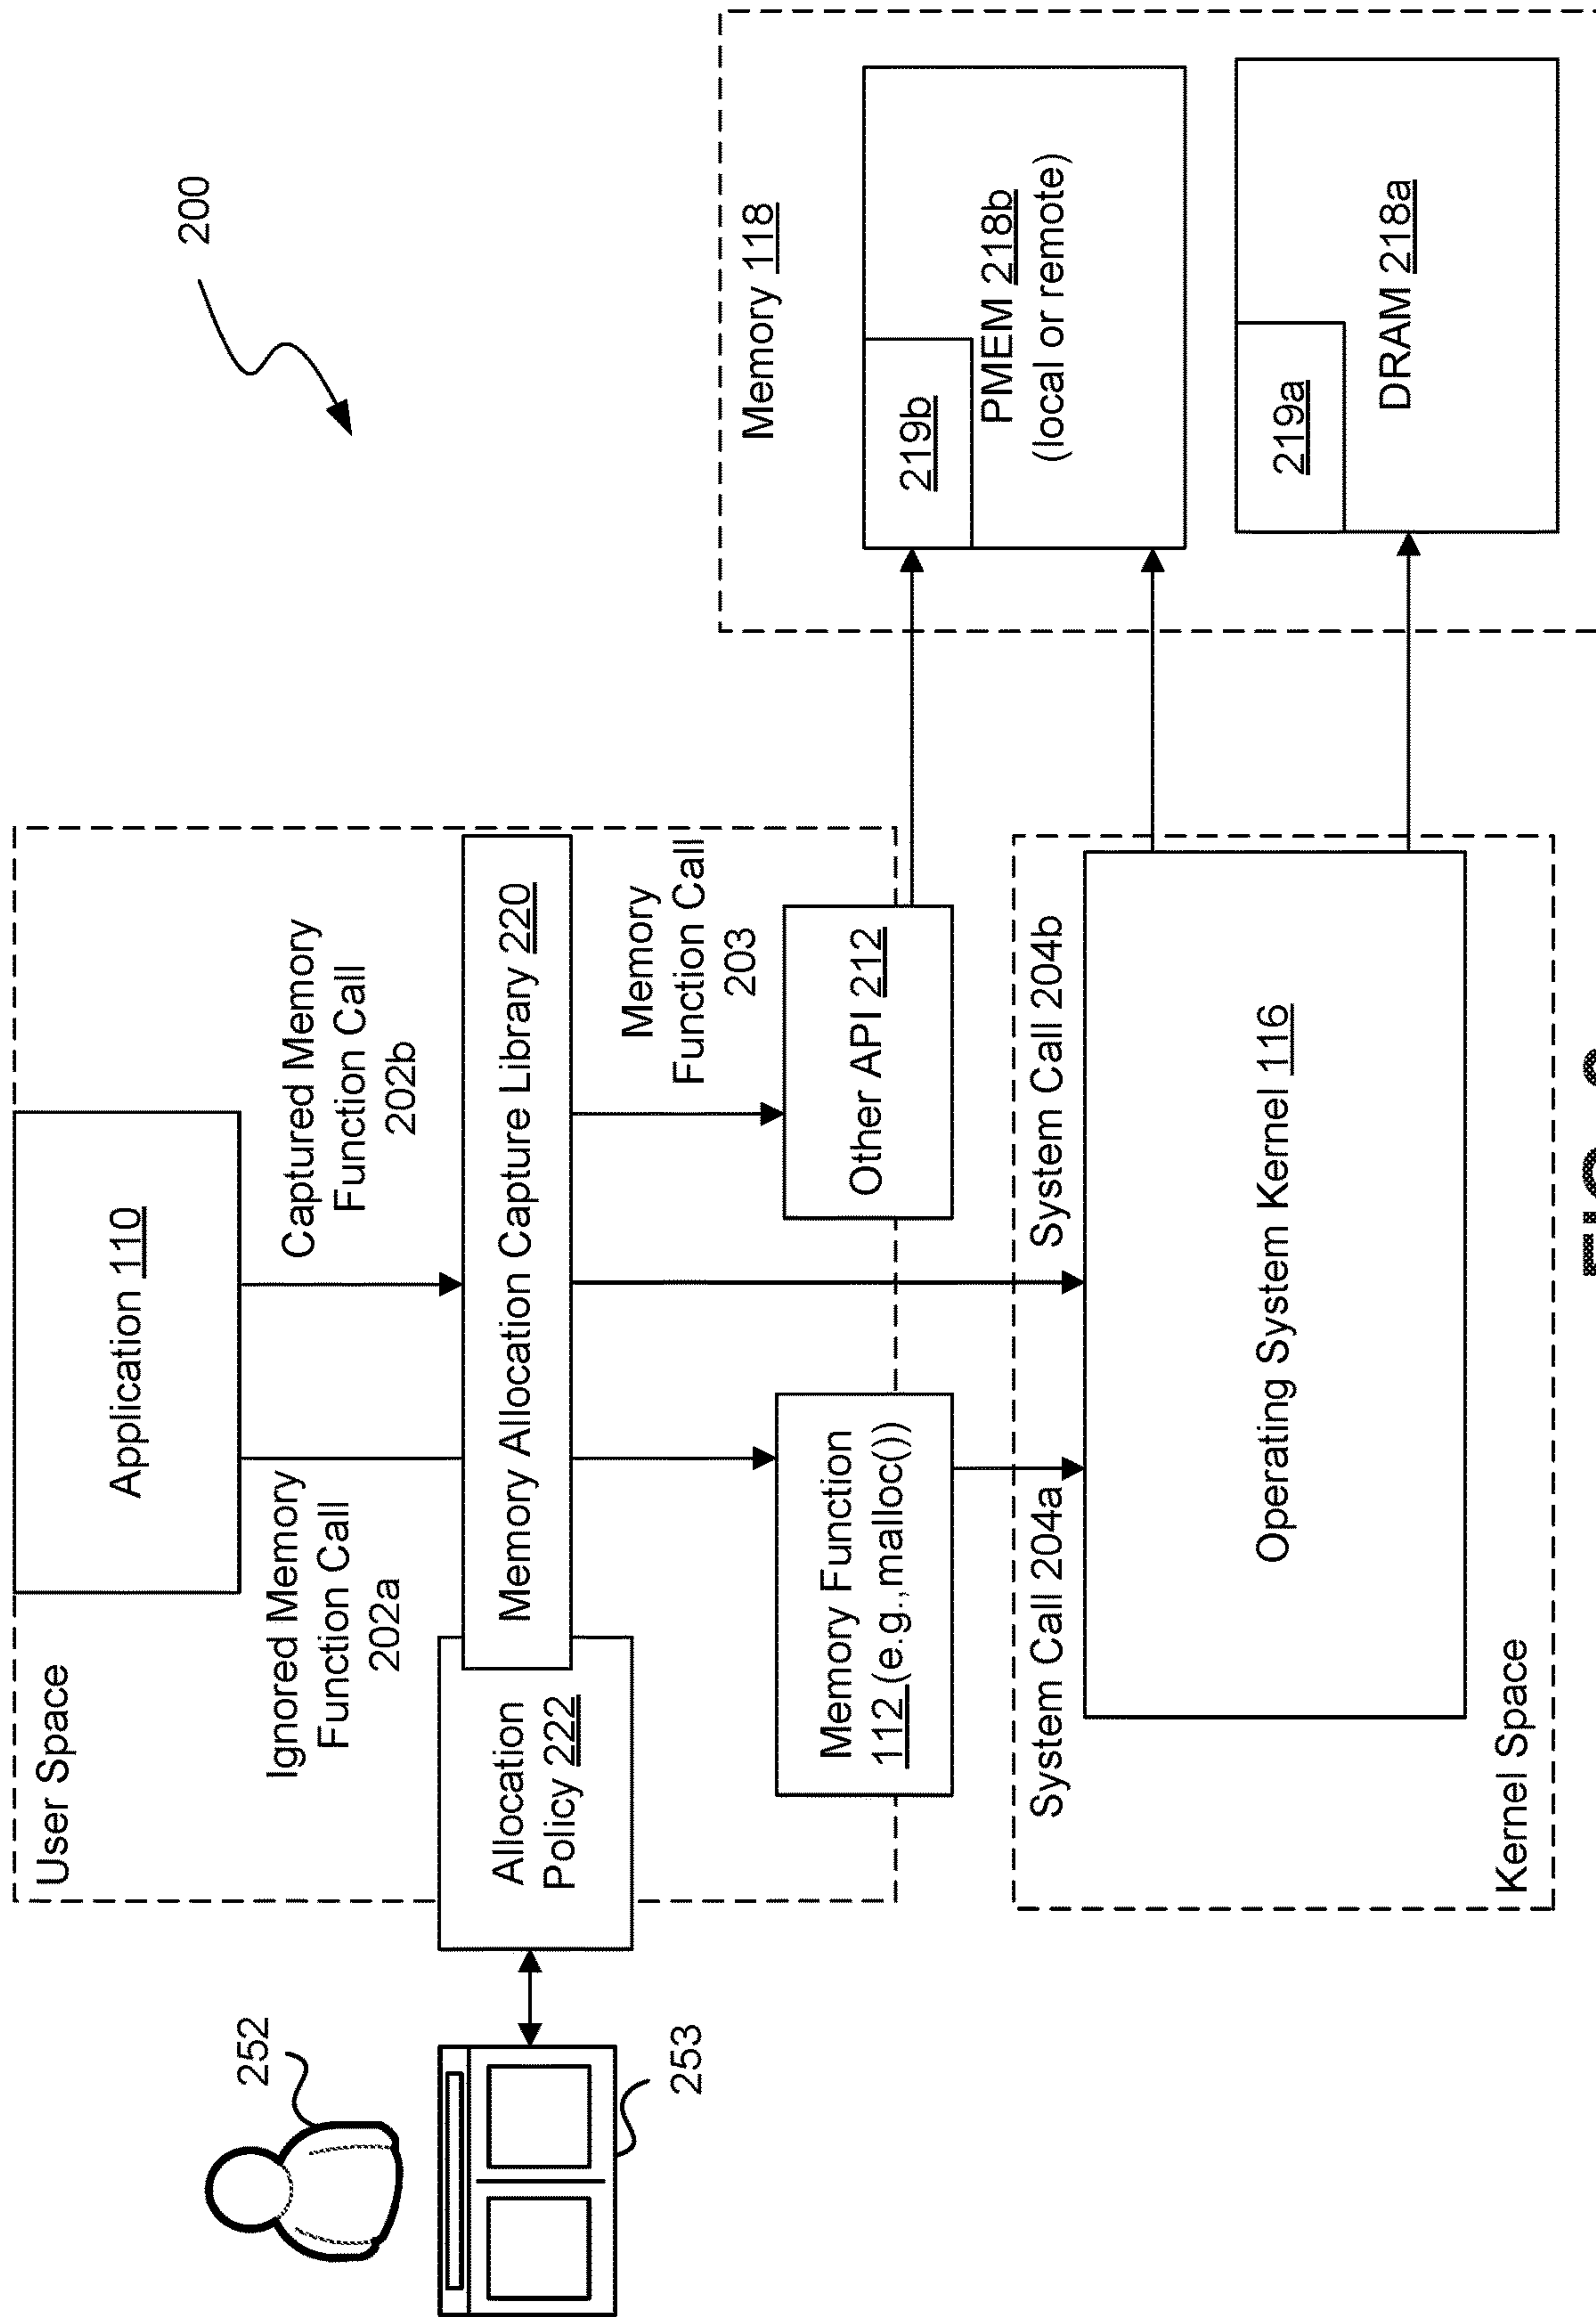 200
User Space
Application 110
Ignored Memory
Function Call
202a
Captured Memory
Function Call
202b
252
253
Allocation
Policy 222
Memory Allocation Capture Library 220
Memory
Function Call
203
Memory Function
112 (e.g.,malloc())
Other API 212
System Call 204a
System Call 204b
Operating System Kernel 116
Kernel Space
Memory 118
219b
PMEM 218b
(local or remote)
219a
DRAM 218a